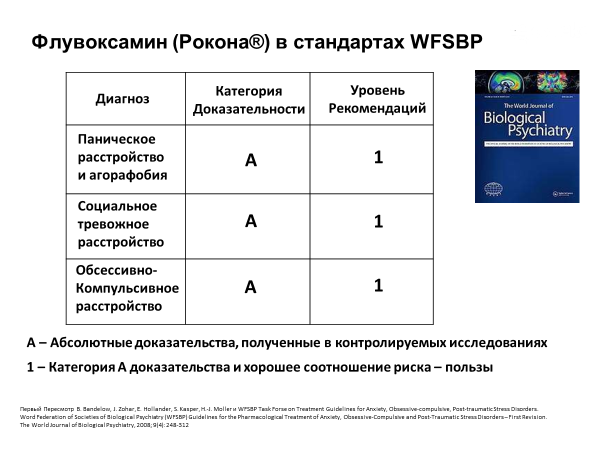 Флувоксамин (Рокона®) в стандартах WFSBP
Диагноз
Категория
Доказательности
Уровень
Рекомендаций
Паническое
расстройство
и агорафобия
А
1
Социальное
тревожное
расстройство
А
1
Обсессивно-
Компульсивное
расстройство
А
1
The World Journal of
Biological
Psychiatry
А – Абсолютные доказательства, полученные в контролируемых исследованиях
1 – Категория А доказательства и хорошее соотношение риска – пользы
Первый Пересмотр B. Bandelow, J. Zohar, E. Hollander, S. Kasper, H.-J. Moller и WFSBP Task Forse on Treatment Guidelines for Anxiety, Obsessive-compulsive, Post-traumatic Stress Disorders.
Word Federation of Societies of Biological Psychiatry (WFSBP) Guidelines for the Pharmacological Treatment of Anxiety, Obsessive-Compulsive and Post-Traumatic Stress Disorders – First Revision.
The World Journal of Biological Psychiatry, 2008; 9(4): 248-312